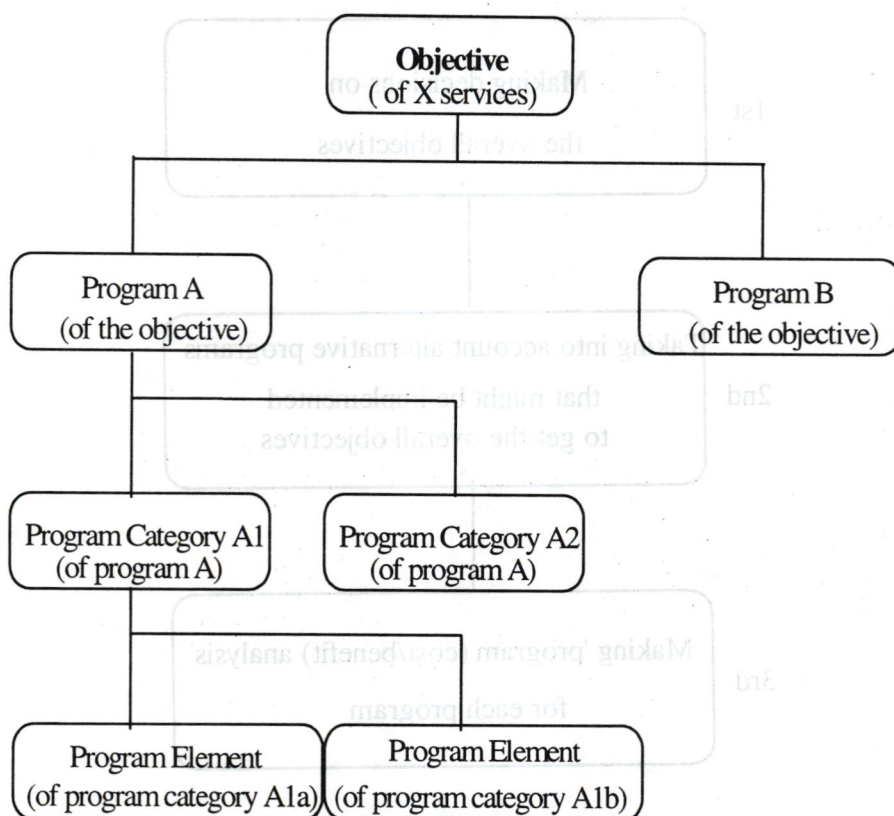 Objective
( of X services)
Program A
(of the objective)
Program B
(of the objective)
Program Category A1
(of program A)
Program Category A2
(of program A)
Program Element
(of program category A1a)
Program Element
(of program category A1b)
1st
Making decisions on
the overall objectives
2nd
Taking into account alternative programs
that might be implemented
to get the overall objectives
3rd
Making 'program (cost/benefit) analysis'
for each program